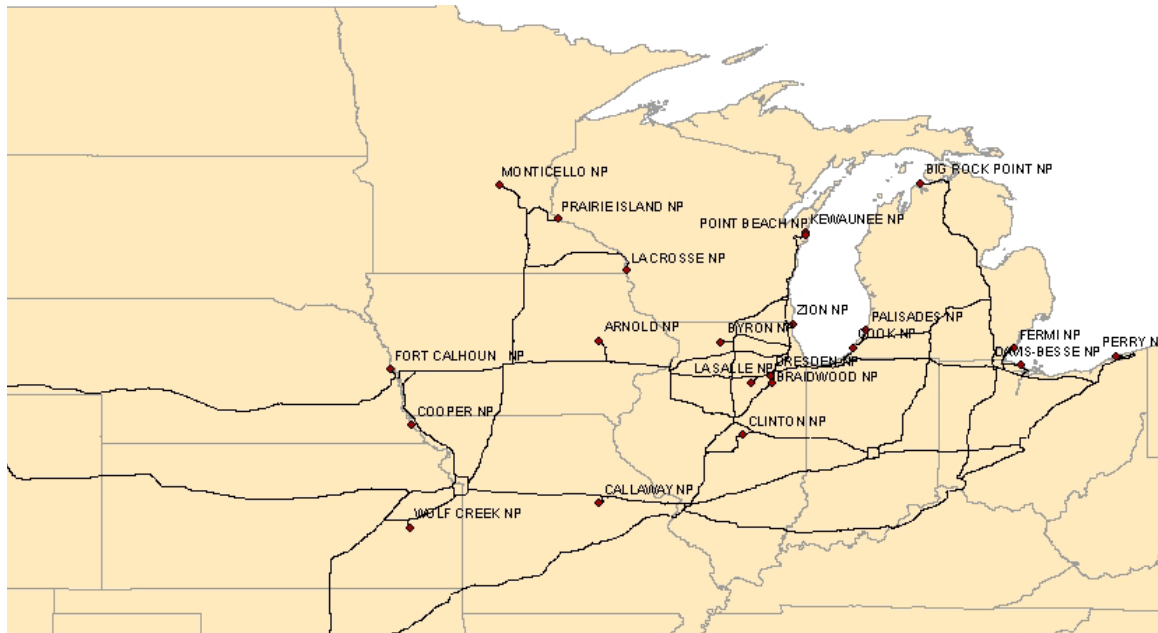 BIG ROCK POINT NP
MONTICELLO NP
PRAIRIE ISLAND NP
POINT BEACH NP
KEWAUNEE NP
LACROSSE NP
ZION NP
PALISADES NP
ARNOLD NP
BYRON NP
COOK NP
FERMI NP
PERRY N
DAVIS-BESSE NP
FORT CALHOUN NP
DRESDEN NP
LASALLE NP
BRAIDWOOD NP
COOPER NP
CLINTON NP
CALLAWAY NP
WOLF CREEK NP